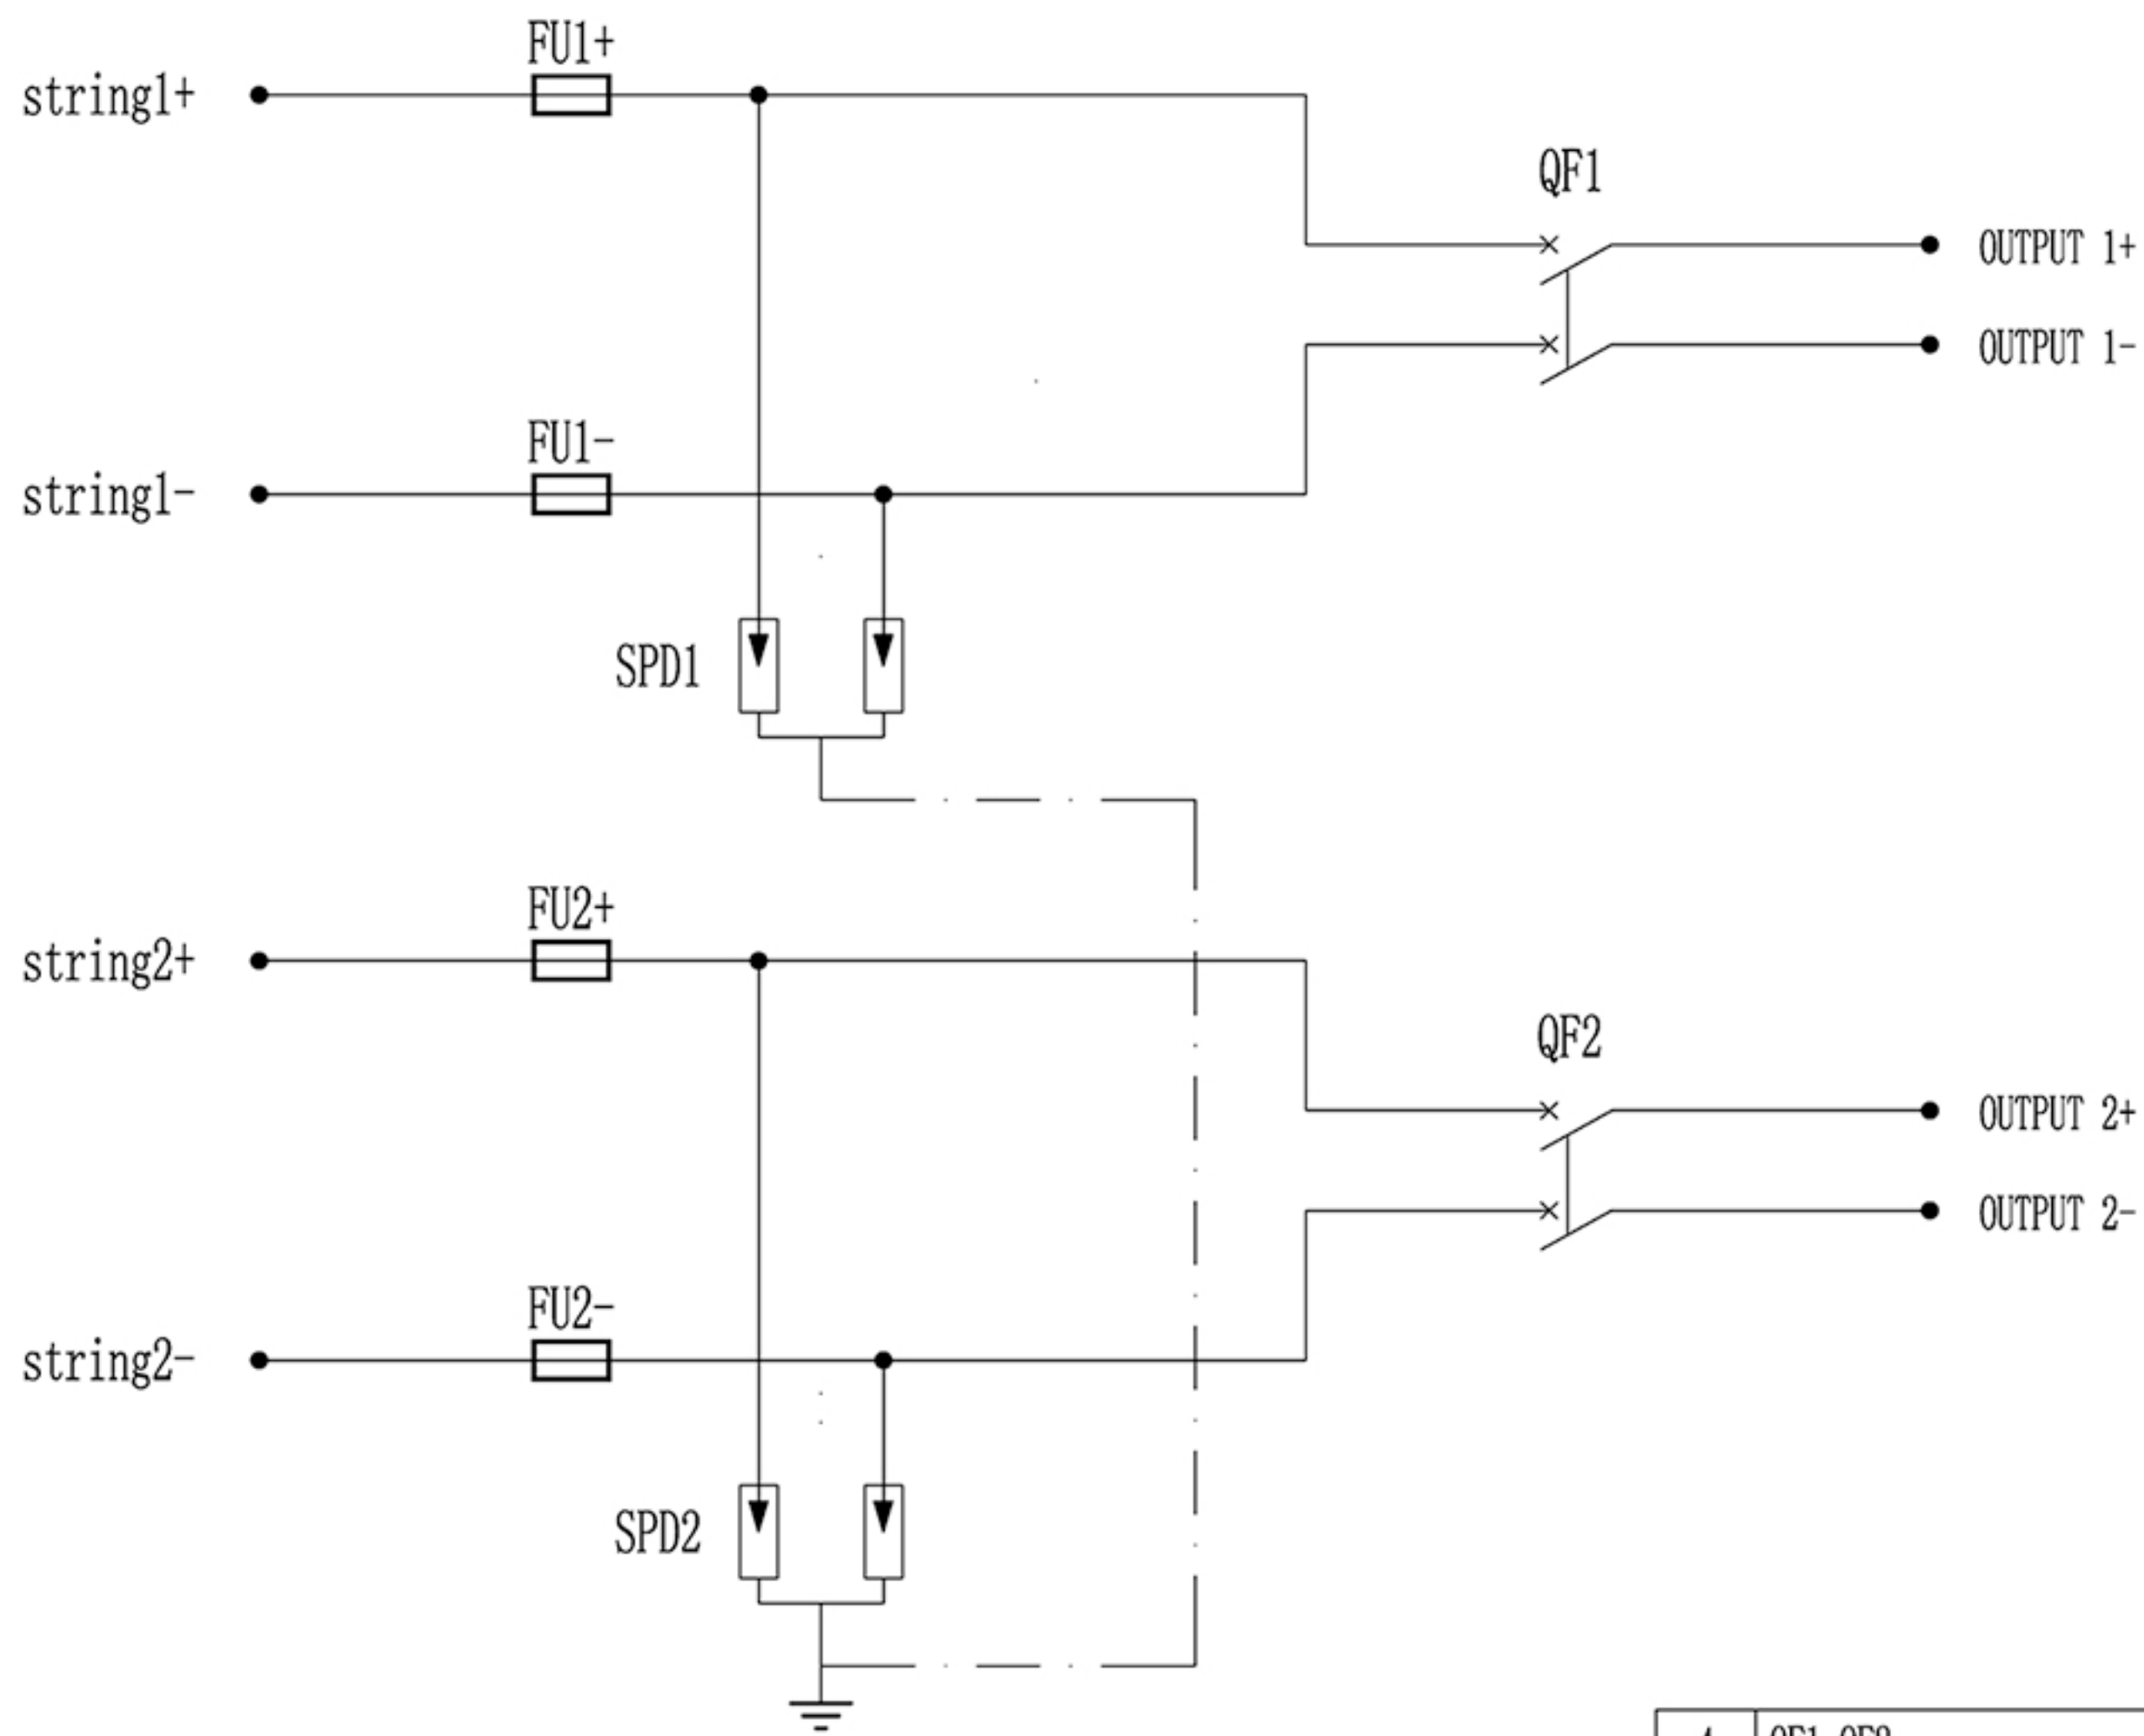 FU1+
string1+
QF1
OUTPUT 1+
OUTPUT 1-
FU1-
string1-
SPD1
FU2+
string2+
QF2
OUTPUT 2+
OUTPUT 2-
FU2-
string2-
SPD2